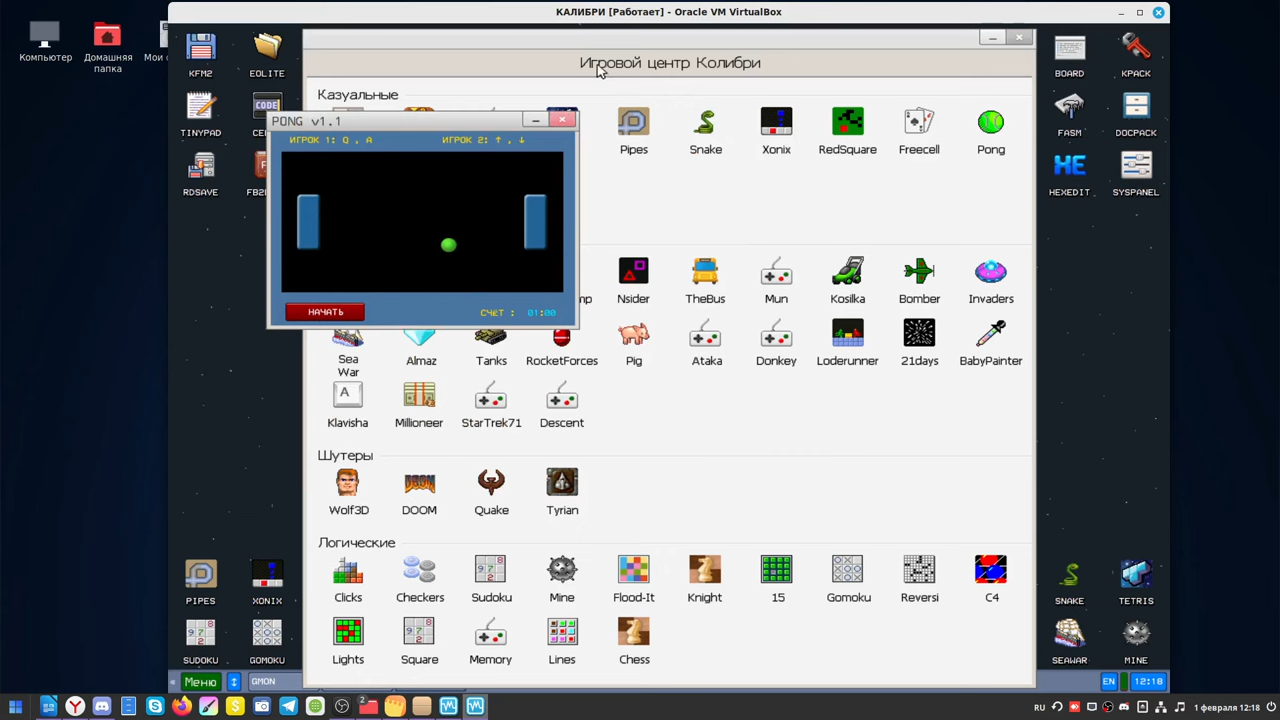 КАЛИБРИ [Работает] - Oracle VM VirtualBox
Компьютер
Домашняя
папка
Мои
KFM2
EOLITE
TINYPAD
RDSAVE
FB2
Игровой центр Колибри
Казуальные
Pipes
Snake
Xonix
RedSquare
Freecell
Pong
BOARD
KPACK
FASM
DOCPACK
HEXEDIT
SYSPANEL
CODE
PONG v1.1
ИГРОК 1: Q , A
ИГРОК 2: ↑ , ↓
НАЧАТЬ
СЧЕТ : 01:00
Nsider
TheBus
Mun
Kosilka
Bomber
Invaders
Sea
War
Almaz
Tanks
RocketForces
Pig
Ataka
Donkey
Loderunner
21days
BabyPainter
Klavisha
Millioneer
StarTrek71
Descent
Шутеры
Wolf3D
DOOM
Quake
Tyrian
Логические
Clicks
Checkers
Sudoku
Mine
Flood-It
Knight
15
Gomoku
Reversi
C4
Lights
Square
Memory
Lines
Chess
PIPES
XONIX
SUDOKU
GOMOKU
SNAKE
TETRIS
SEAWAR
MINE
Меню
GMON
EN
12:18
RU
1 февраля 12:18